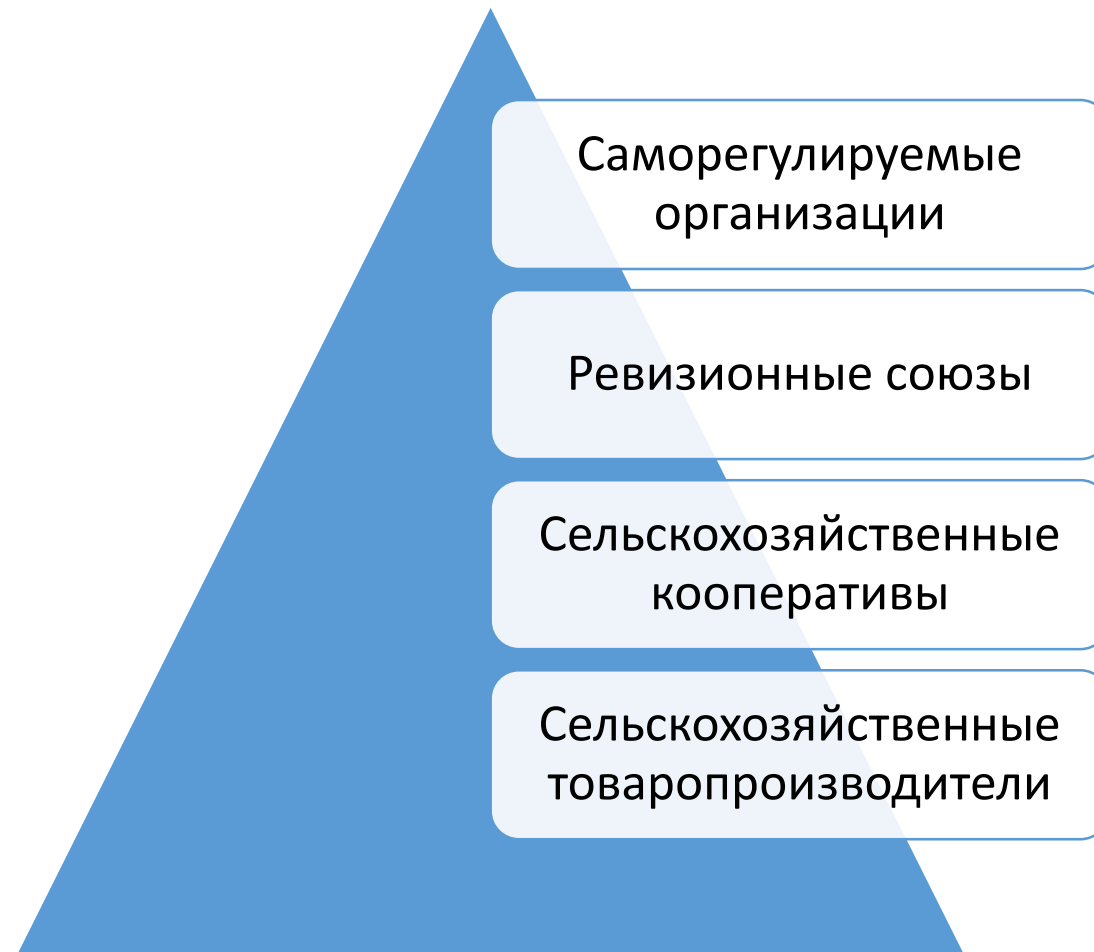 Саморегулируемые
организации
Ревизионные союзы
Сельскохозяйственные
кооперативы
Сельскохозяйственные
товаропроизводители